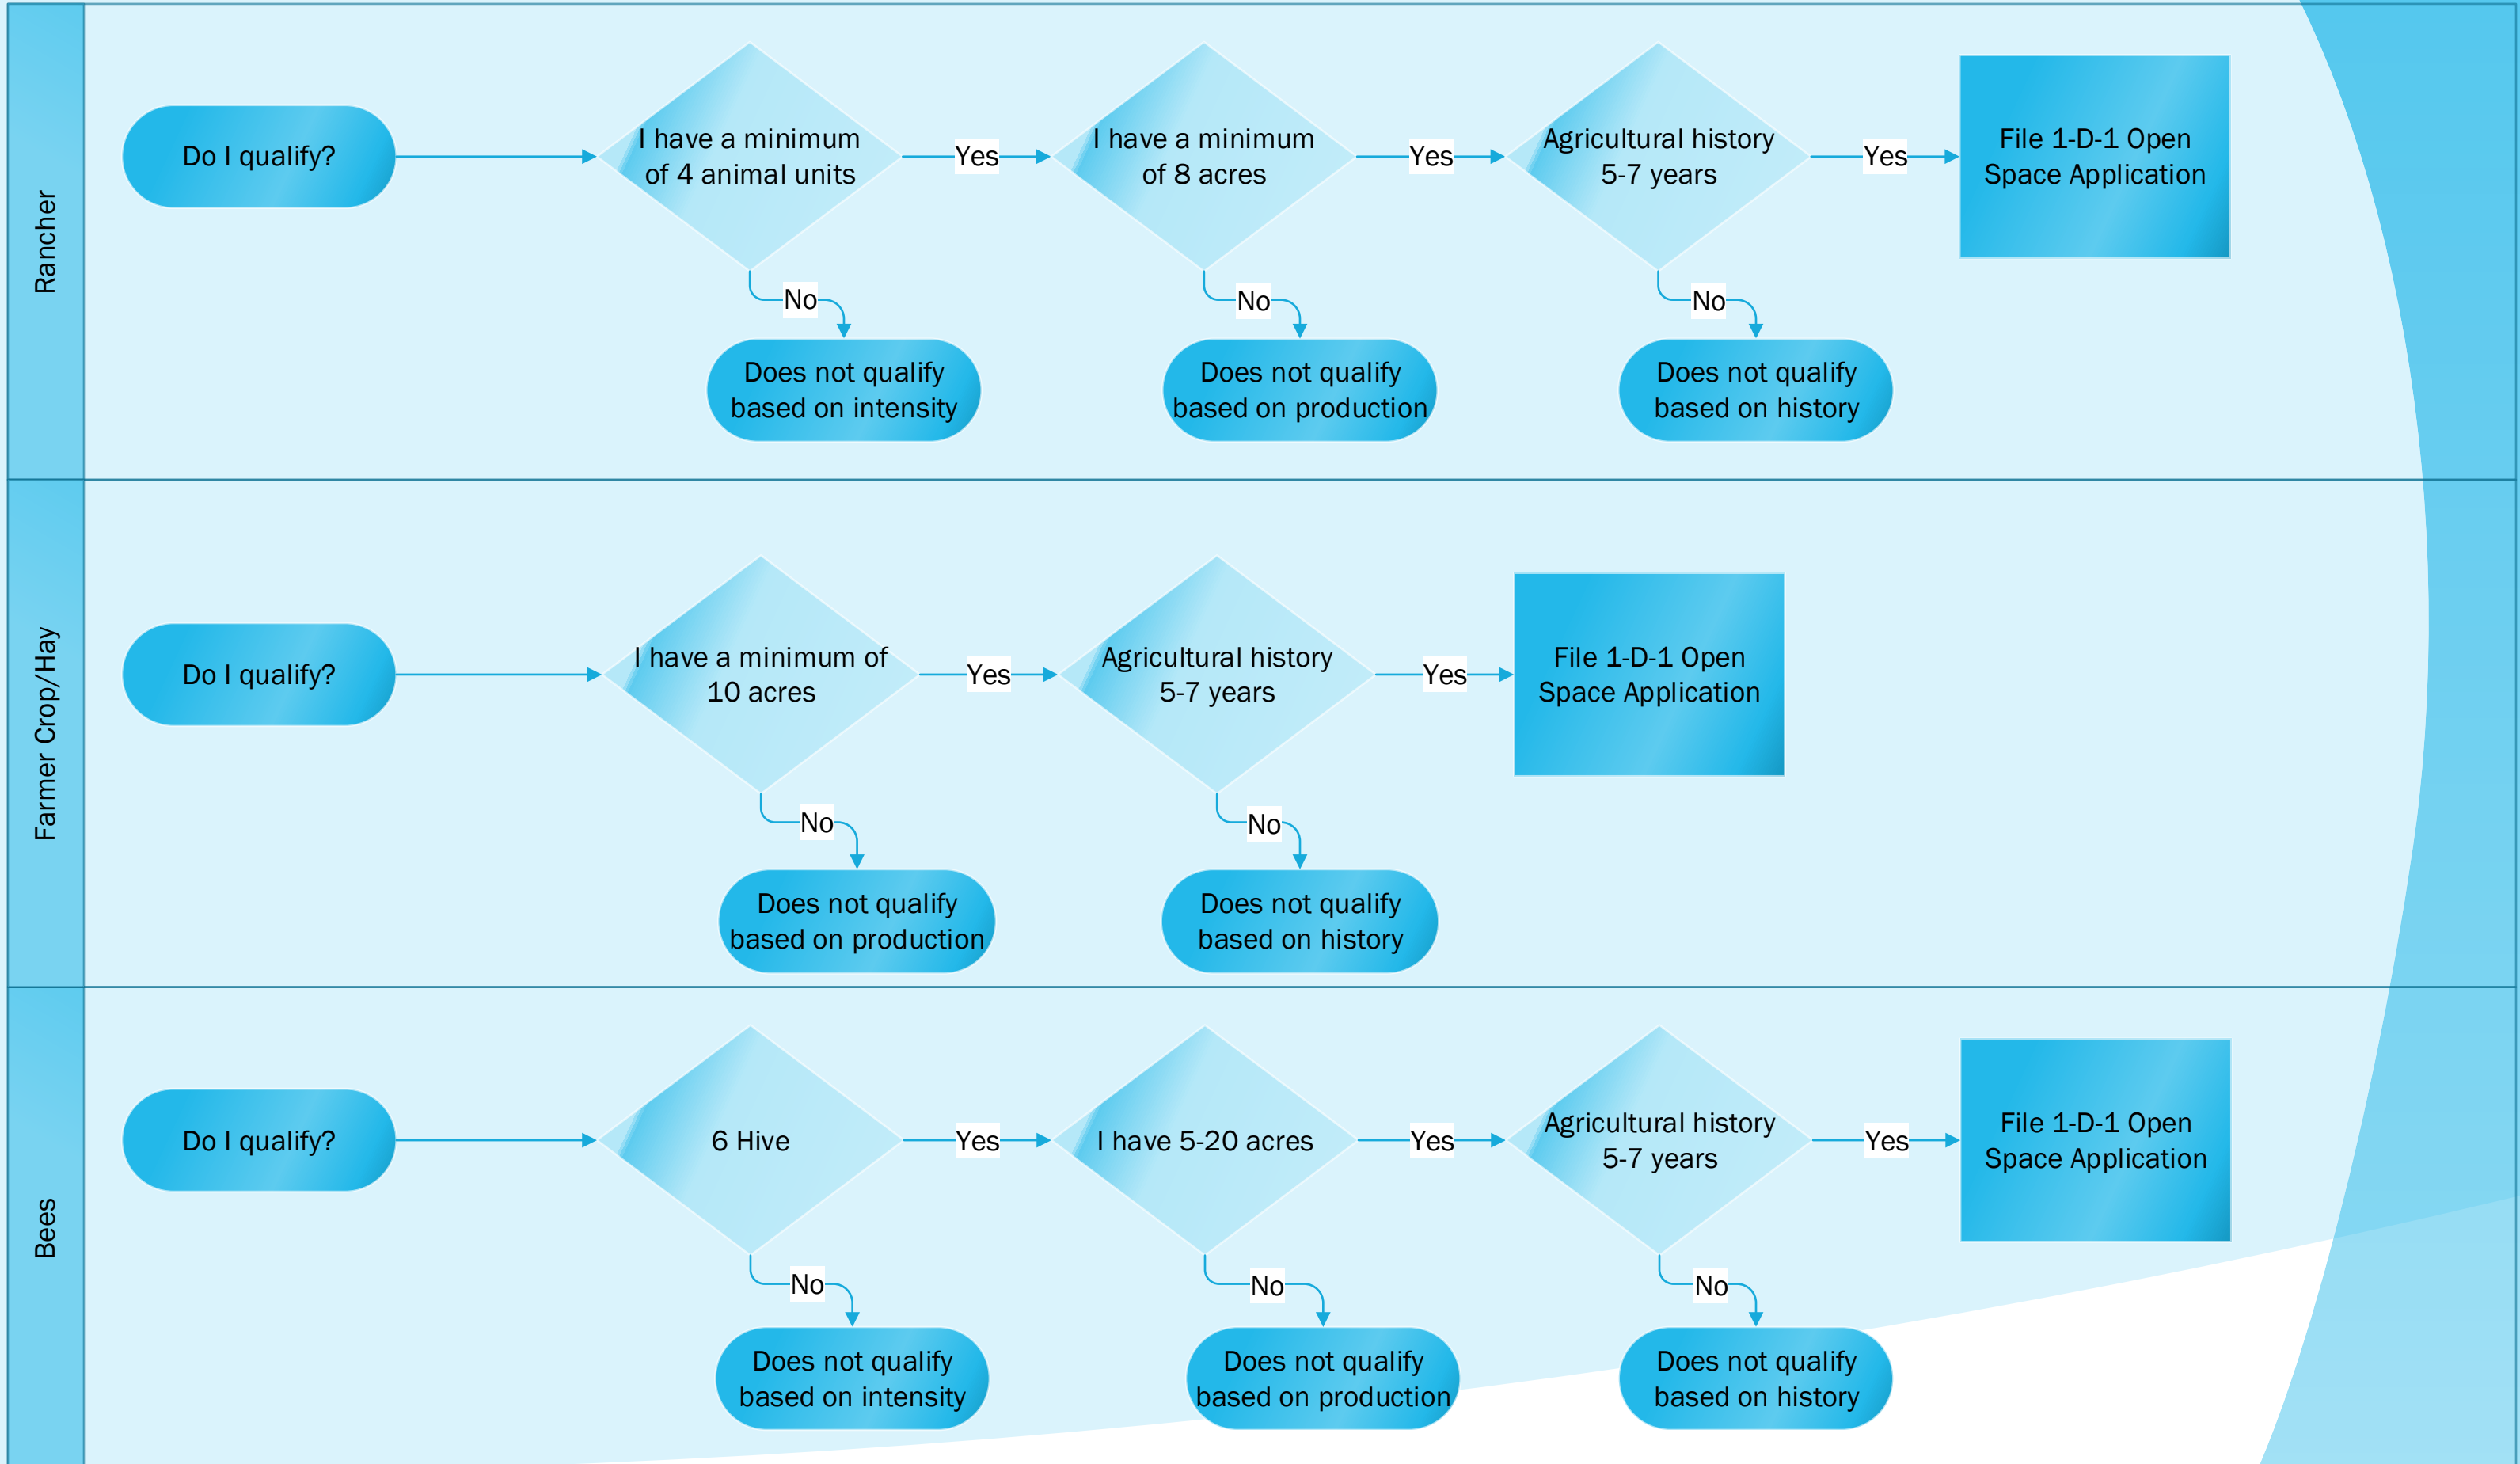 Rancher
Do I qualify?
I have a minimum
of 4 animal units
Yes
I have a minimum
of 8 acres
Yes
Agricultural history
5-7 years
Yes
File 1-D-1 Open
Space Application
No
Does not qualify
based on intensity
No
Does not qualify
based on production
No
Does not qualify
based on history
Farmer Crop/Hay
Do I qualify?
I have a minimum of
10 acres
Yes
Agricultural history
5-7 years
Yes
File 1-D-1 Open
Space Application
No
Does not qualify
based on production
No
Does not qualify
based on history
Bees
Do I qualify?
6 Hive
Yes
I have 5-20 acres
Yes
Agricultural history
5-7 years
Yes
File 1-D-1 Open
Space Application
No
Does not qualify
based on intensity
No
Does not qualify
based on production
No
Does not qualify
based on history